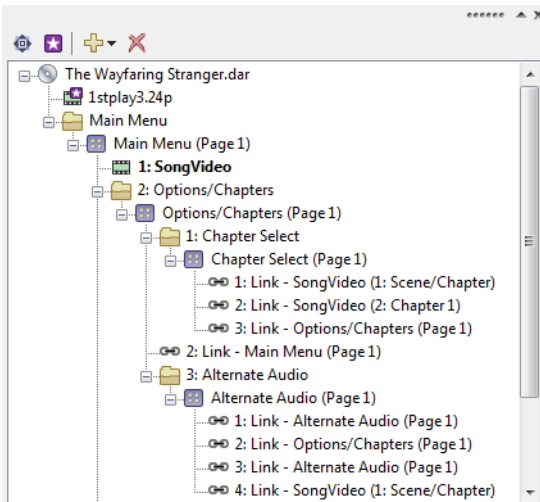 The Wayfaring Stranger.dar
1stplay3.24p
Main Menu
Main Menu (Page 1)
1: SongVideo
2: Options/Chapters
Options/Chapters (Page 1)
1: Chapter Select
Chapter Select (Page 1)
1: Link - SongVideo (1: Scene/Chapter)
2: Link - SongVideo (2: Chapter 1)
3: Link - Options/Chapters (Page 1)
2: Link - Main Menu (Page 1)
3: Alternate Audio
Alternate Audio (Page 1)
1: Link - Alternate Audio (Page 1)
2: Link - Options/Chapters (Page 1)
3: Link - Alternate Audio (Page 1)
4: Link - SongVideo (1: Scene/Chapter)